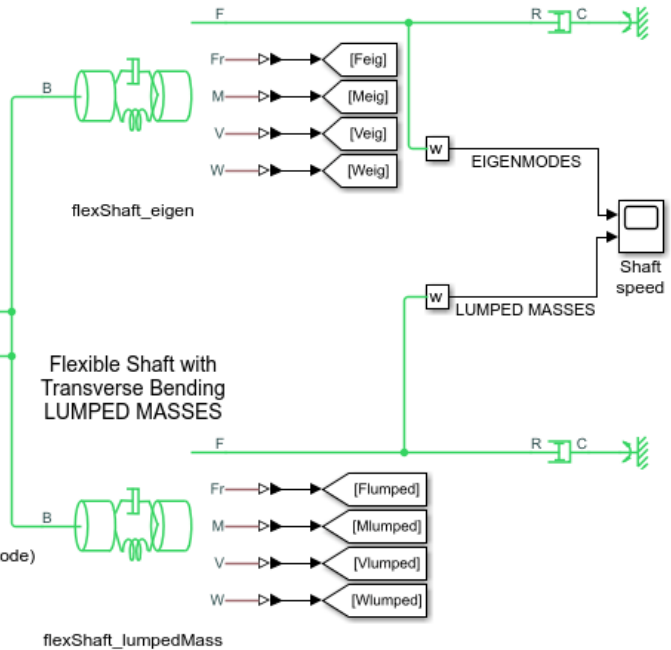 F
R
C
Fr
[Feig]
B
M
[Meig]
V
[Veig]
w
EIGENMODES
W
[Weig]
flexShaft_eigen
Shaft
speed
w
LUMPED MASSES
Flexible Shaft with
Transverse Bending
LUMPED MASSES
F
R
C
Fr
[Flumped]
B
M
[Mlumped]
ode)
V
[Vlumped]
W
[Wlumped]
flexShaft_lumpedMass